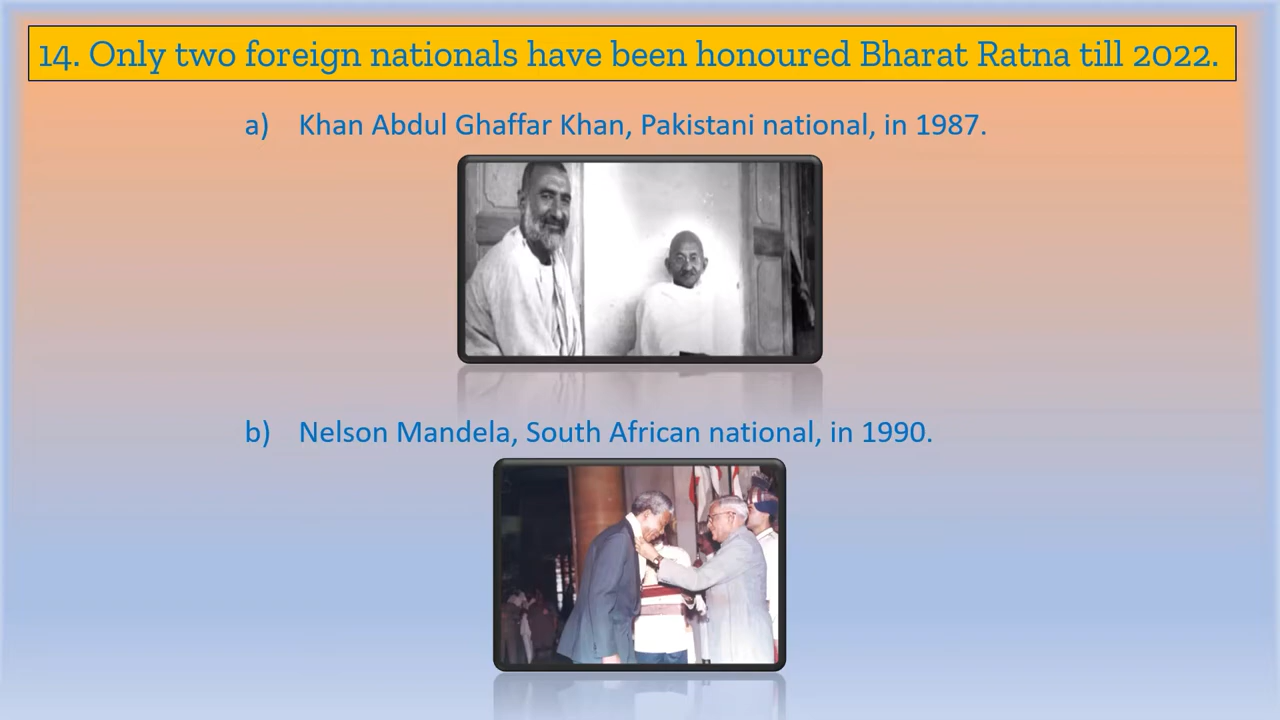 14. Only two foreign nationals have been honoured Bharat Ratna till 2022.
a) Khan Abdul Ghaffar Khan, Pakistani national, in 1987.
b) Nelson Mandela, South African national, in 1990.